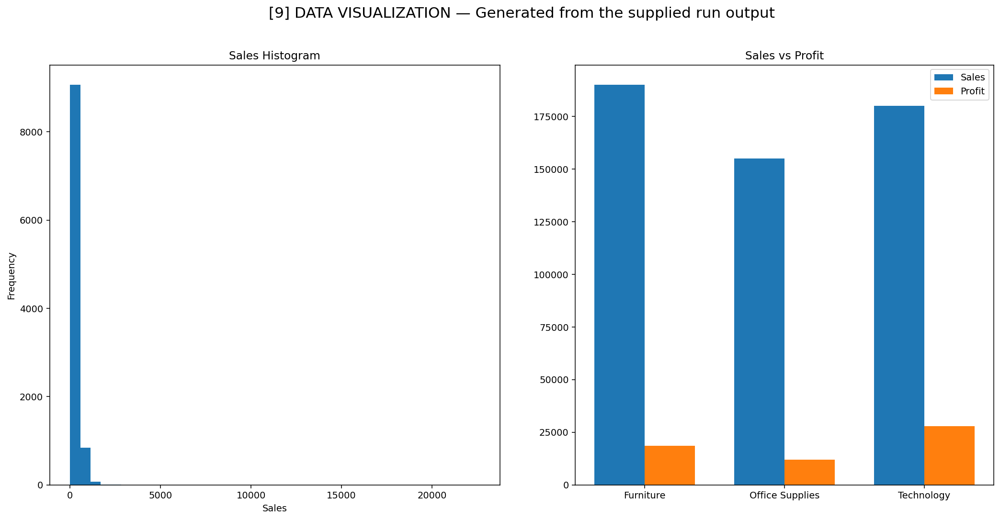 [9] DATA VISUALIZATION — Generated from the supplied run output
Sales Histogram
8000
6000
4000
2000
0
Frequency
0 5000 10000 15000 20000
Sales
Sales vs Profit
Sales
Profit
175000
150000
125000
100000
75000
50000
25000
0
Furniture Office Supplies Technology